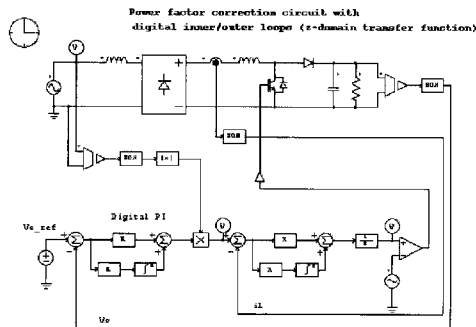 Power factor correction circuit with
digital inner/outer loops (z-domain transfer function)
V
ZOH
ZOH
|x|
ZOH
Digital PI
Vo_ref
K
K
V
K
K
V
iL
Vo